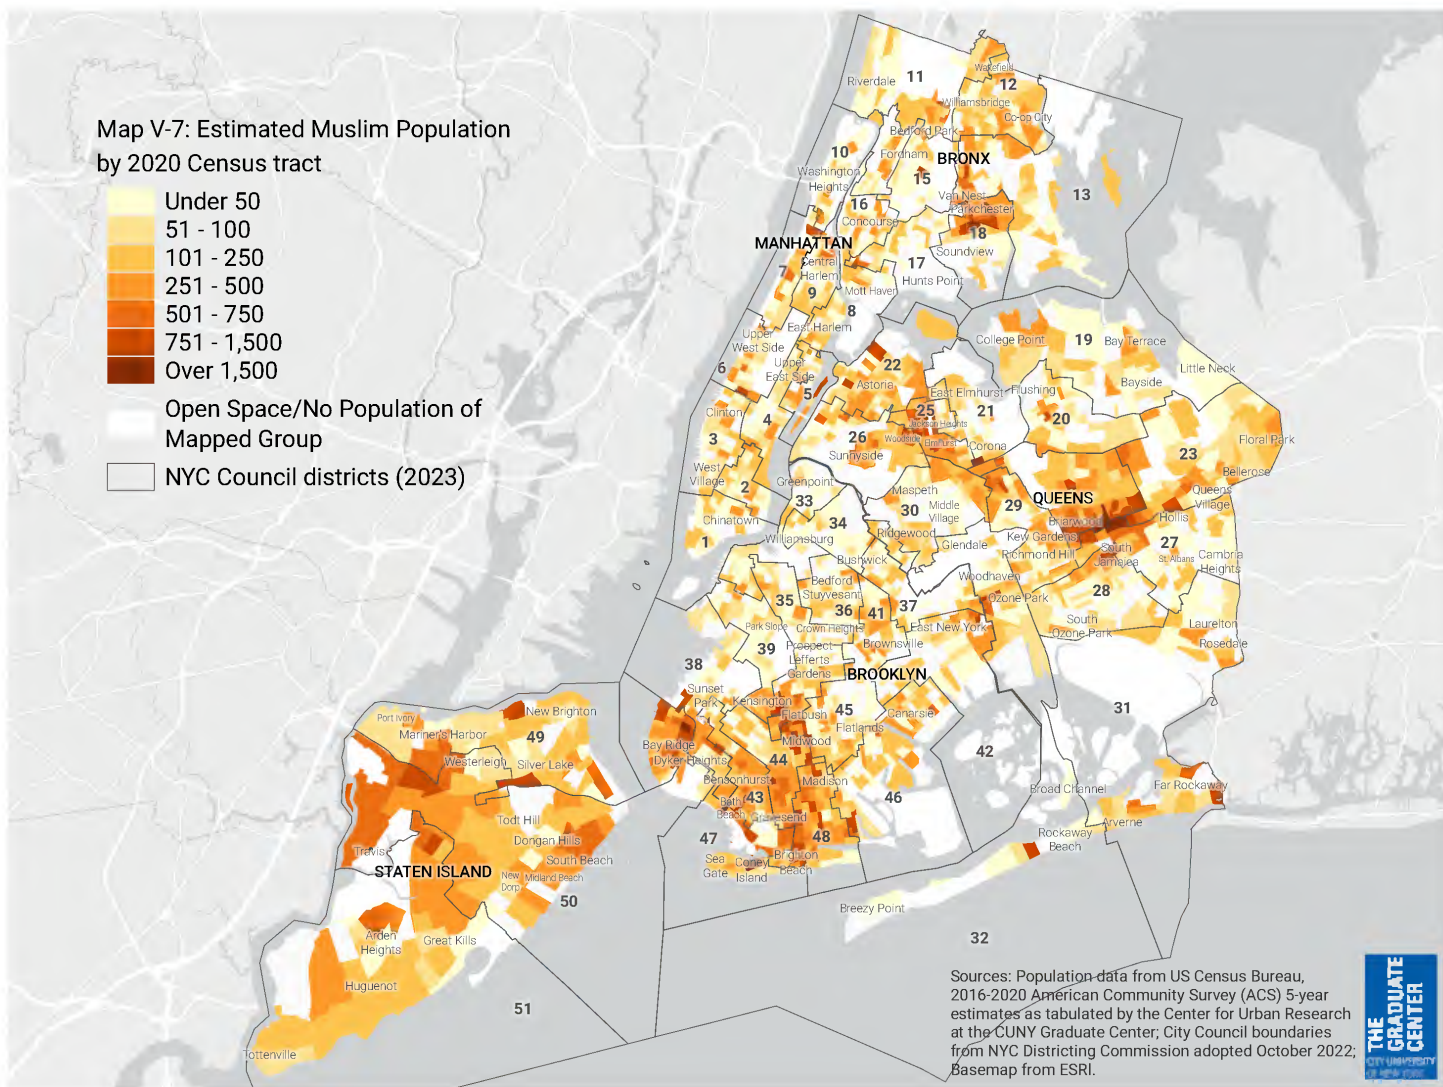 Map V-7: Estimated Muslim Population
by 2020 Census tract
Under 50
51 - 100
101 - 250
251 - 500
501 - 750
751 - 1,500
Over 1,500
Open Space/No Population of
Mapped Group
NYC Council districts (2023)
Riverdale
11
Wakefield
12
Williamsbridge
Co-op City
Bedford Park
10
Fordham
BRONX
Washington
Heights
15
13
Van Nest
16
Parkchester
Concourse
18
MANHATTAN
Soundview
Central
Harlem
17
7
Hunts Point
9
Mott Haven
8
East Harlem
Upper
West Side
College Point
19
Bay Terrace
Upper
East Side
22
6
Little Neck
5
Astoria
Bayside
East Elmhurst
Flushing
Clinton
4
25
21
20
Jackson Heights
3
26
Woodside
Elmhurst
Corona
Floral Park
Sunnyside
23
West
Village
Bellerose
2
Greenpoint
Maspeth
QUEENS
Queens
Village
33
Middle
Village
29
30
Chinatown
34
Briarwood
Hollis
1
Williamsburg
Ridgewood
Glendale
Kew Gardens
27
Richmond Hill
South
Jamaica
St. Albans
Cambria
Heights
Bushwick
Woodhaven
Bedford
Stuyvesant
28
35
36
41
37
Ozone Park
Park Slope
Crown Heights
East New York
South
Ozone Park
Laurelton
39
Prospect
Lefferts
Gardens
Brownsville
Rosedale
38
BROOKLYN
Sunset
Park
Kensington
45
Flatbush
Canarsie
31
Port Ivory
New Brighton
Flatlands
Mariner's Harbor
49
Midwood
Bay Ridge
42
Westerleigh
Silver Lake
Dyker Heights
44
Bensonhurst
Madison
Broad Channel
Far Rockaway
43
Bath
Beach
46
Todt Hill
Gravesend
Arverne
Dongan Hills
47
48
Rockaway
Beach
Travis
South Beach
Sea
Gate
Coney
Island
Brighton
Beach
STATEN ISLAND
New
Dorp
Midland Beach
50
Breezy Point
Arden
Heights
Great Kills
32
Huguenot
51
Tottenville
Sources: Population data from US Census Bureau,
2016-2020 American Community Survey (ACS) 5-year
estimates as tabulated by the Center for Urban Research
at the CUNY Graduate Center; City Council boundaries
from NYC Districting Commission adopted October 2022;
Basemap from ESRI.
THE
GRADUATE
CENTER
CITY UNIVERSITY
OF NEW YORK